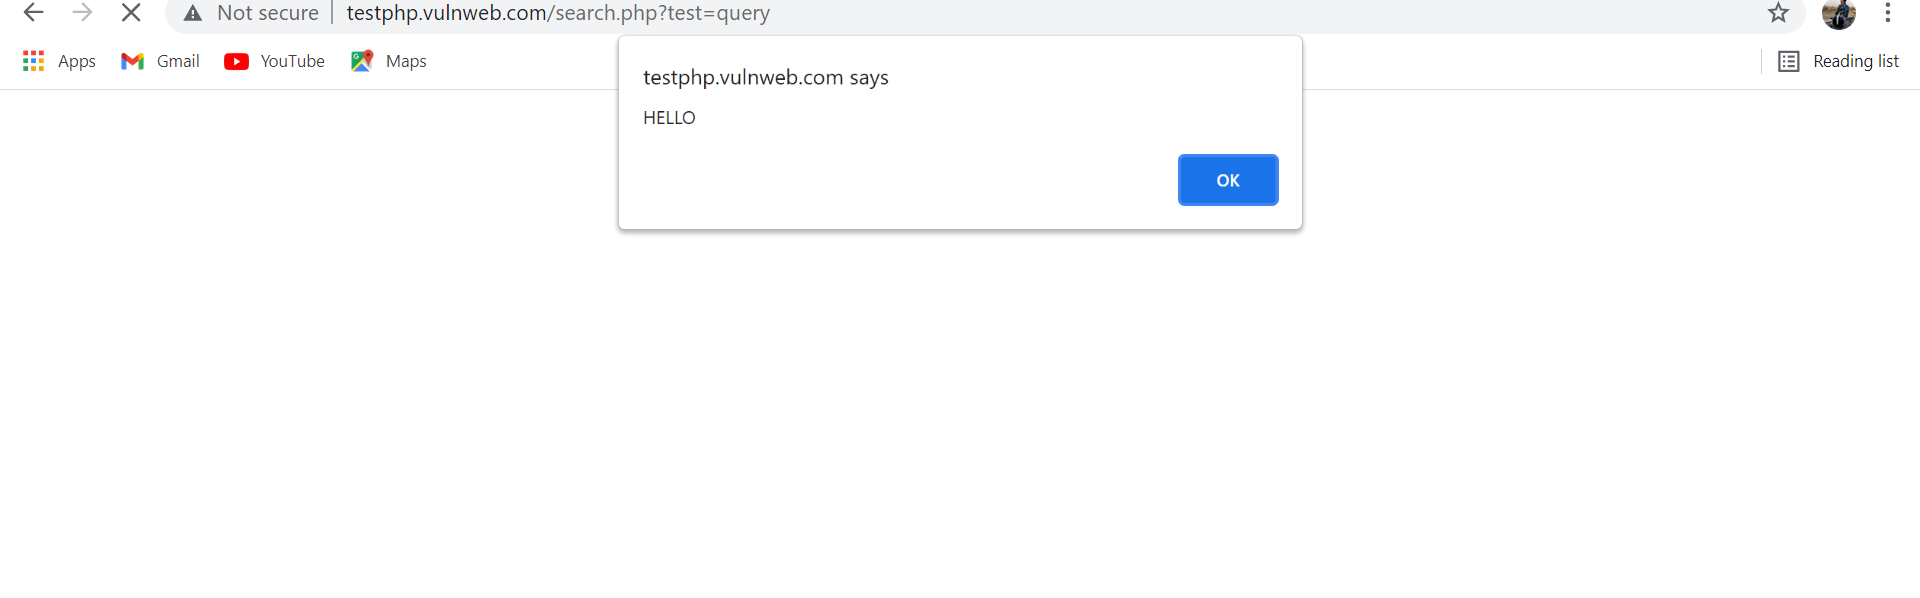 Not secure testphp.vulnweb.com/search.php?test=query
Apps Gmail YouTube Maps Reading list
testphp.vulnweb.com says
HELLO
OK